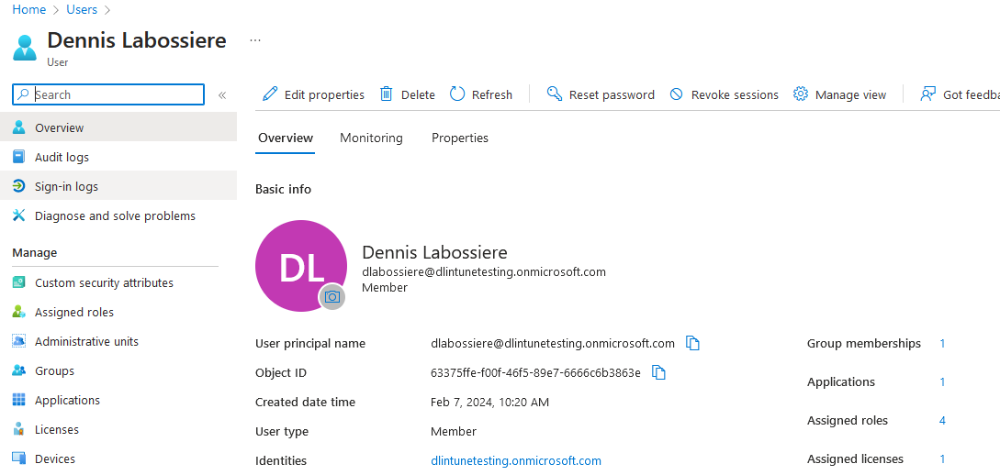 Home > Users >
Dennis Labossiere ...
User
Search «
Overview
Audit logs
Sign-in logs
Diagnose and solve problems
Manage
Custom security attributes
Assigned roles
Administrative units
Groups
Applications
Licenses
Devices
Edit properties Delete Refresh Reset password Revoke sessions Manage view Got feedba
Overview Monitoring Properties
Basic info
DL
Dennis Labossiere
dlabossiere@dlintunetesting.onmicrosoft.com
Member
User principal name dlabossiere@dlintunetesting.onmicrosoft.com
Object ID 63375ffe-f00f-46f5-89e7-6666c6b3863e
Created date time Feb 7, 2024, 10:20 AM
User type Member
Identities dlintunetesting.onmicrosoft.com
Group memberships 1
Applications 1
Assigned roles 4
Assigned licenses 1